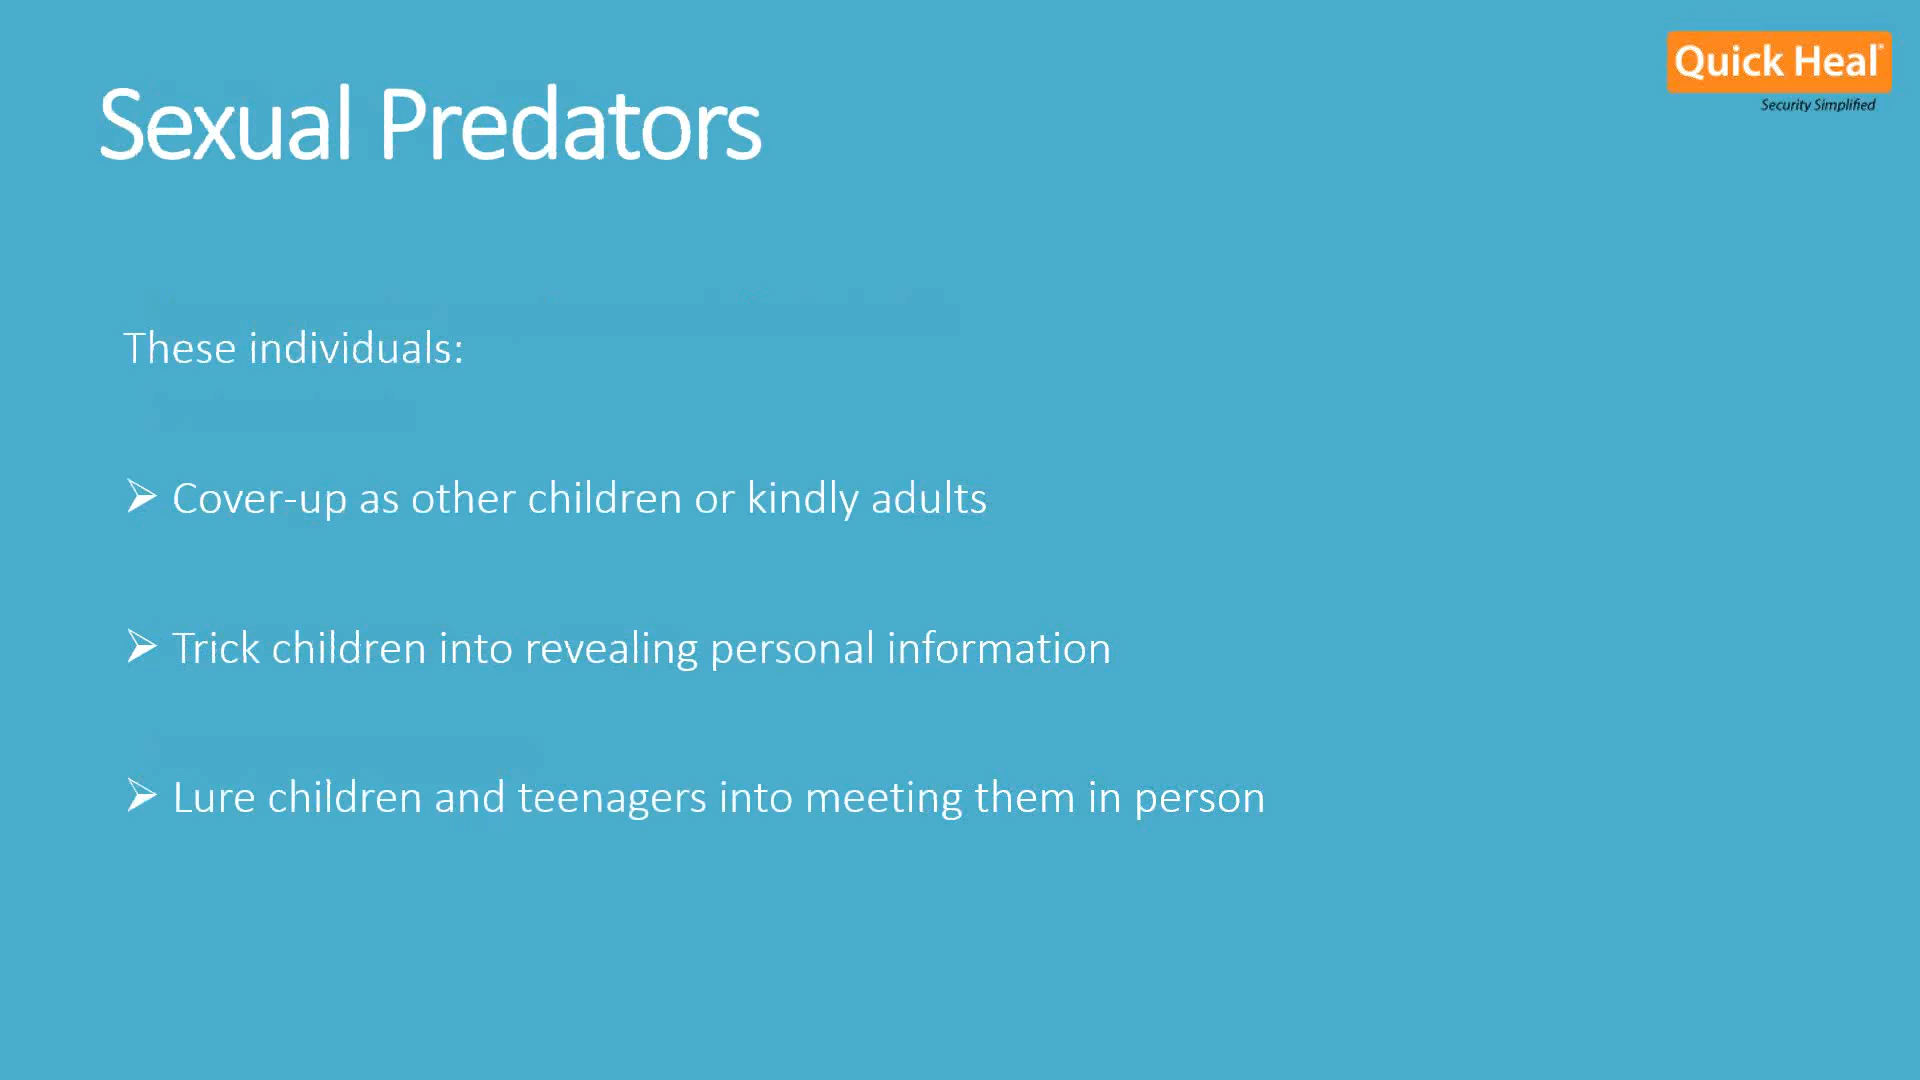 Quick Heal®
Security Simplified
Sexual Predators
These individuals:
➢ Cover-up as other children or kindly adults
➢ Trick children into revealing personal information
➢ Lure children and teenagers into meeting them in person